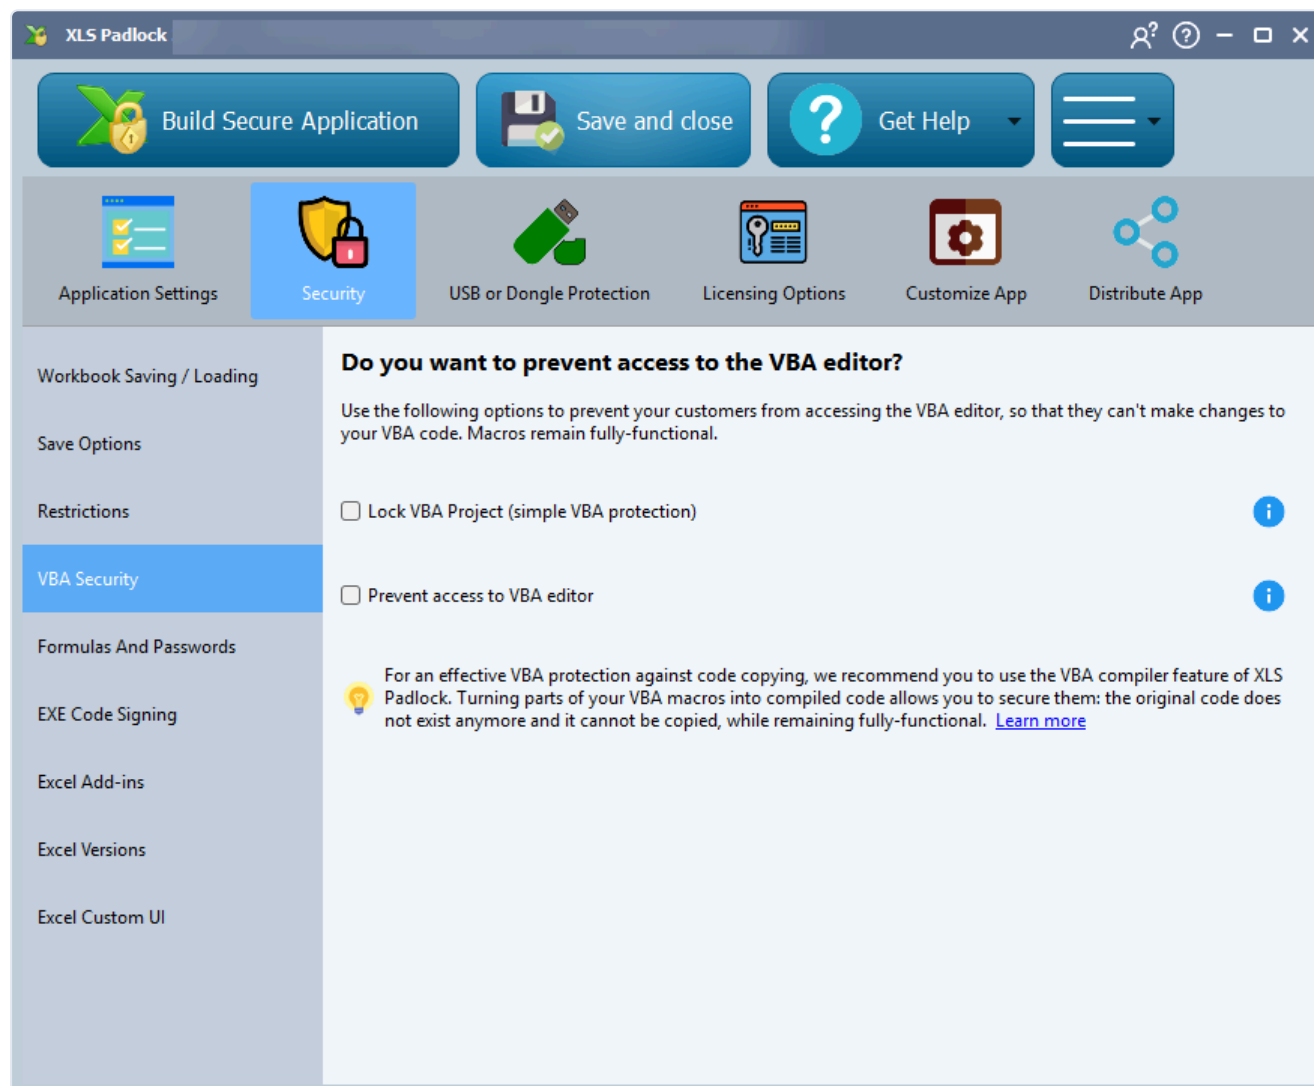 XLS Padlock
Build Secure Application
Save and close
Get Help
Application Settings
Security
USB or Dongle Protection
Licensing Options
Customize App
Distribute App
Workbook Saving / Loading
Save Options
Restrictions
VBA Security
Formulas And Passwords
EXE Code Signing
Excel Add-ins
Excel Versions
Excel Custom UI
Do you want to prevent access to the VBA editor?
Use the following options to prevent your customers from accessing the VBA editor, so that they can't make changes to
your VBA code. Macros remain fully-functional.
Lock VBA Project (simple VBA protection)
Prevent access to VBA editor
For an effective VBA protection against code copying, we recommend you to use the VBA compiler feature of XLS
Padlock. Turning parts of your VBA macros into compiled code allows you to secure them: the original code does
not exist anymore and it cannot be copied, while remaining fully-functional. Learn more